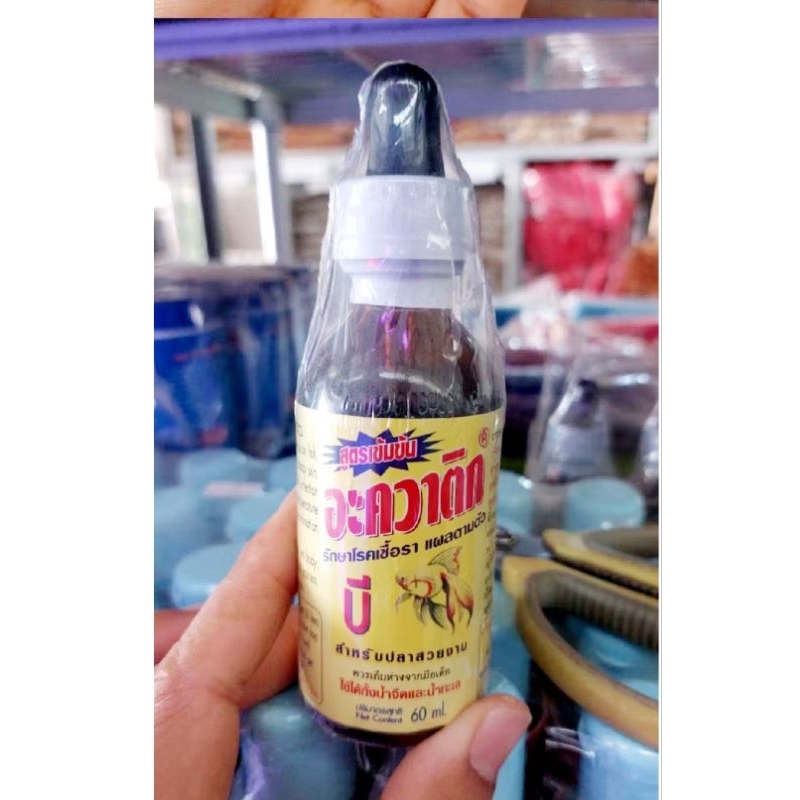 สูตรเข้มข้น
อะควาติก ®
รักษาโรคเชื้อรา แผลตามตัว
บี
สำหรับปลาสวยงาม
ควรเก็บห่างจากมือเด็ก
ใช้ได้ทั้งน้ำจืดและน้ำทะเล
ปริมาตรสุทธิ
Net Content 60 ml.